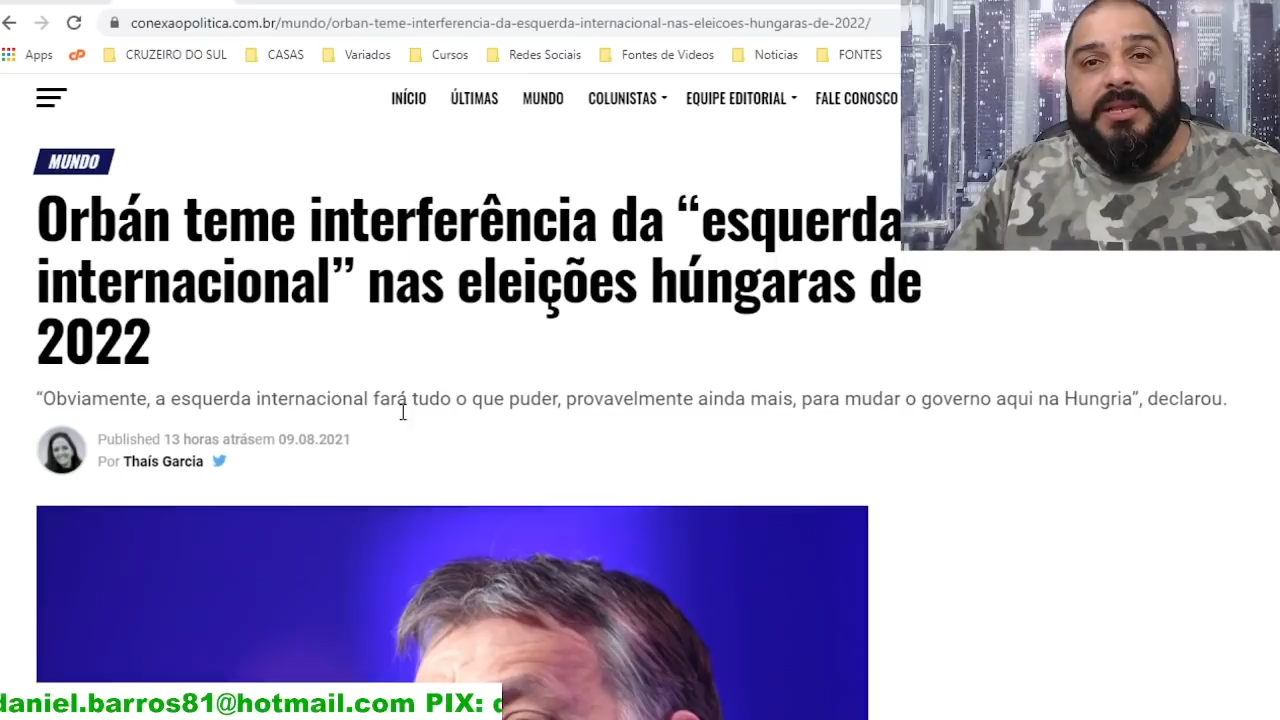 conexaopolitica.com.br/mundo/orban-teme-interferencia-da-esquerda-internacional-nas-eleicoes-hungaras-de-2022/
Apps CRUZEIRO DO SUL CASAS Variados Cursos Redes Sociais Fontes de Videos Noticias FONTES
INÍCIO ÚLTIMAS MUNDO COLUNISTAS EQUIPE EDITORIAL FALE CONOSCO
MUNDO
Orbán teme interferência da “esquerda
internacional” nas eleições húngaras de
2022
“Obviamente, a esquerda internacional fará tudo o que puder, provavelmente ainda mais, para mudar o governo aqui na Hungria”, declarou.
Published 13 horas atrásem 09.08.2021
Por Thaís Garcia
daniel.barros81@hotmail.com PIX: